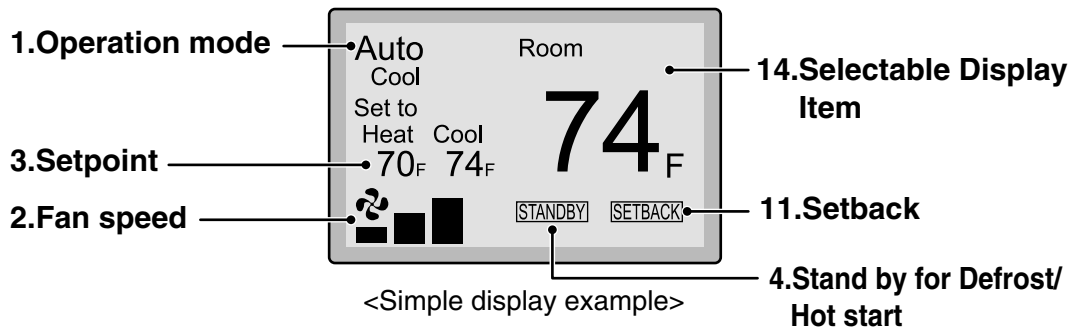 1.Operation mode
Auto
Cool
Room
14.Selectable Display
Item
Set to
Heat Cool
3.Setpoint
70F 74F
74F
2.Fan speed
STANDBY SETBACK
11.Setback
4.Stand by for Defrost/
Hot start
<Simple display example>